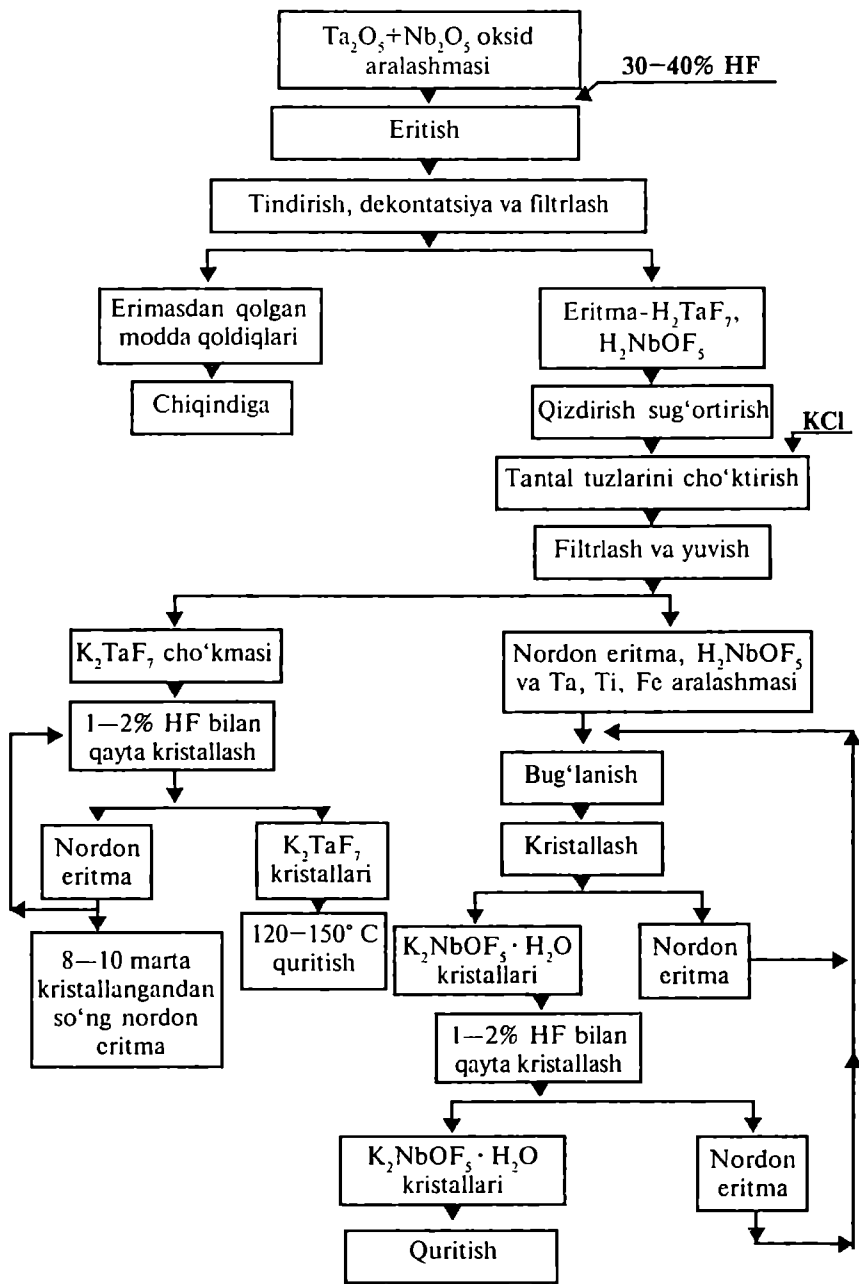 Ta₂O₅+Nb₂O₅ oksid
aralashmasi
30–40% HF
Eritish
Tindirish, dekontatsiya va filtrlash
Erimasdan qolgan
modda qoldiqlari
Eritma-H₂TaF₇,
H₂NbOF₅
Chiqindiga
Qizdirish sug‘ortirish
KCl
Tantal tuzlarini cho‘ktirish
Filtrlash va yuvish
K₂TaF₇ cho‘kmasi
Nordon eritma, H₂NbOF₅
va Ta, Ti, Fe aralashmasi
1–2% HF bilan
qayta kristallash
Bug‘lanish
Nordon
eritma
K₂TaF₇
kristallari
Kristallash
8–10 marta
kristallangandan
so‘ng nordon
eritma
120–150° C
quritish
K₂NbOF₅ · H₂O
kristallari
Nordon
eritma
1–2% HF bilan
qayta kristallash
K₂NbOF₅ · H₂O
kristallari
Nordon
eritma
Quritish